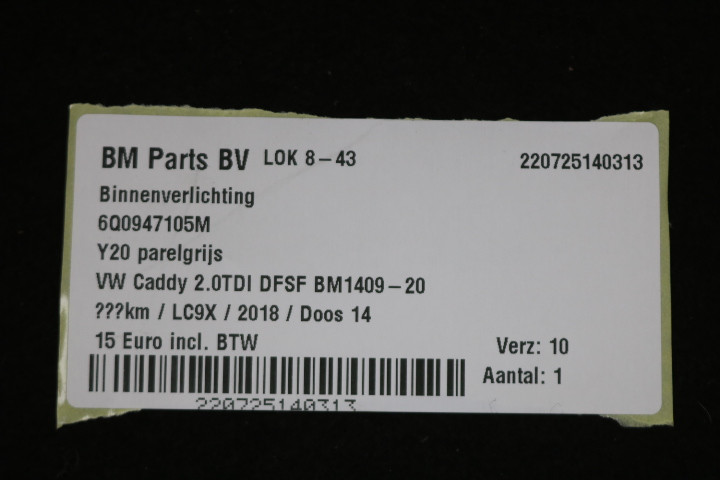 BM Parts BV LOK 8-43 220725140313
Binnenverlichting
6Q0947105M
Y20 parelgrijs
VW Caddy 2.0TDI DFSF BM1409-20
???km / LC9X / 2018 / Doos 14
15 Euro incl. BTW
Verz: 10
Aantal: 1
220725140313